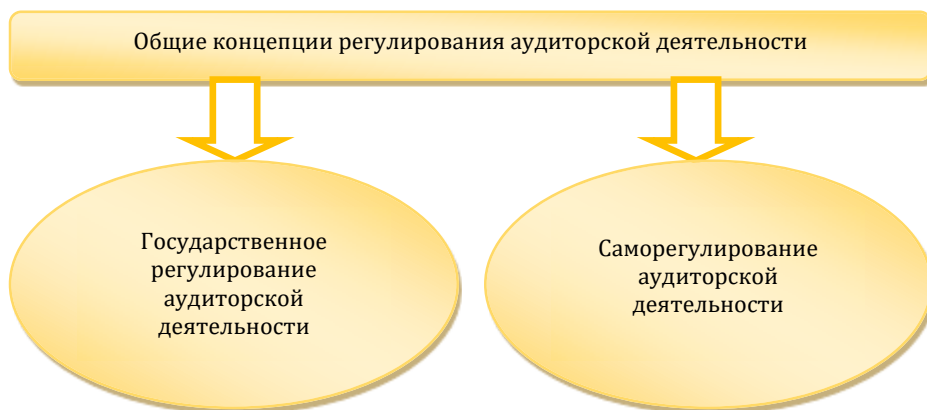 Общие концепции регулирования аудиторской деятельности
Государственное
регулирование
аудиторской
деятельности
Саморегулирование
аудиторской
деятельности